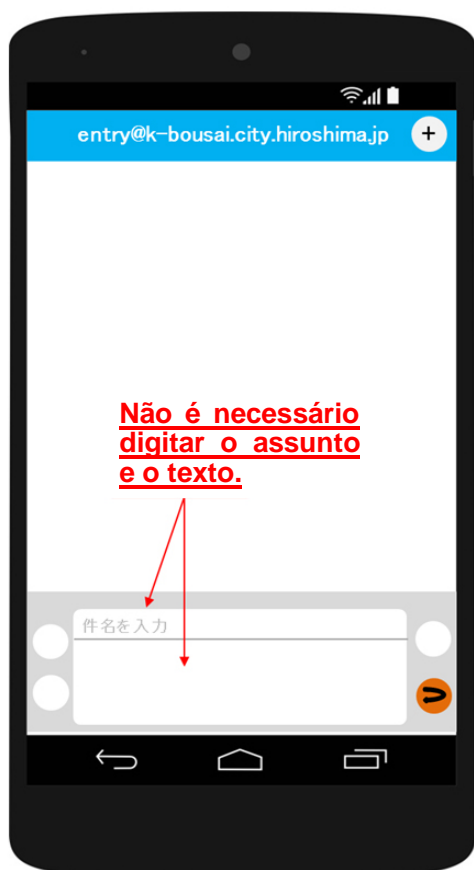 entry@k-bousai.city.hiroshima.jp +
Não é necessário
digitar o assunto
e o texto.
件名を入力